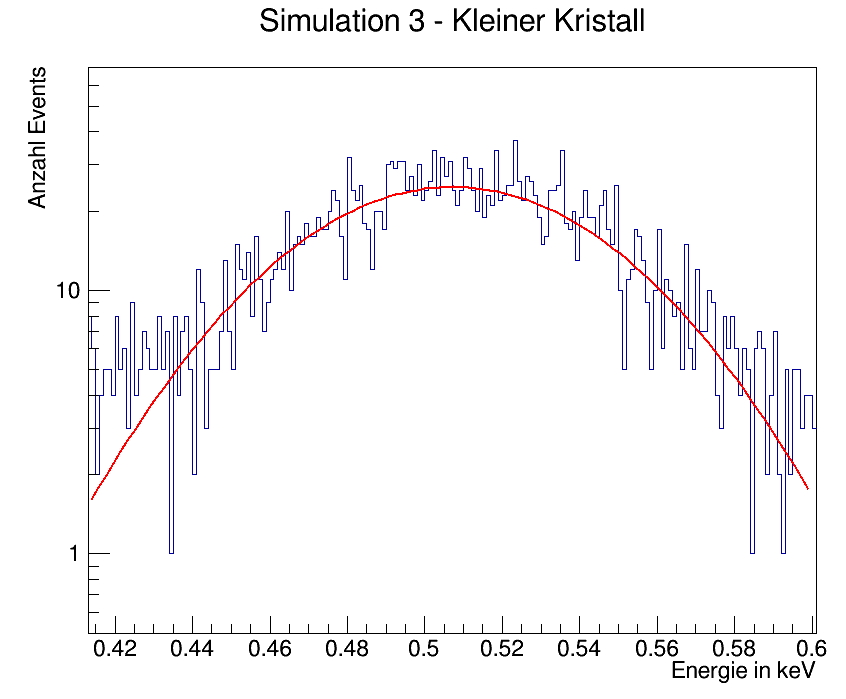 Simulation 3 - Kleiner Kristall
Anzahl Events
10
1
0.42 0.44 0.46 0.48 0.5 0.52 0.54 0.56 0.58 0.6
Energie in keV